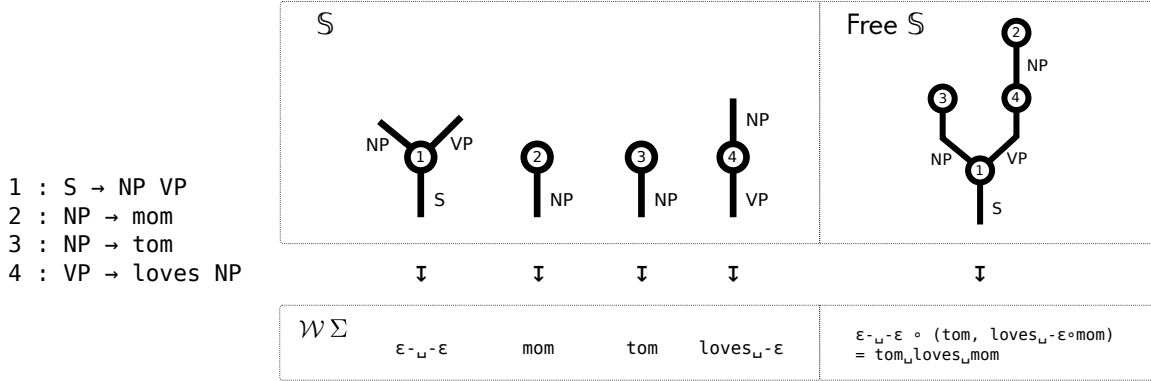 1 : S → NP VP
2 : NP → mom
3 : NP → tom
4 : VP → loves NP
𝕊
NP VP
1
S
2
NP
3
NP
NP
4
VP
Free 𝕊
2
NP
3 4
NP VP
1
S
↧ ↧ ↧ ↧ ↧
𝒲 Σ
ε-␣-ε mom tom loves␣-ε
ε-␣-ε ∘ (tom, loves␣-ε∘mom)
= tom␣loves␣mom